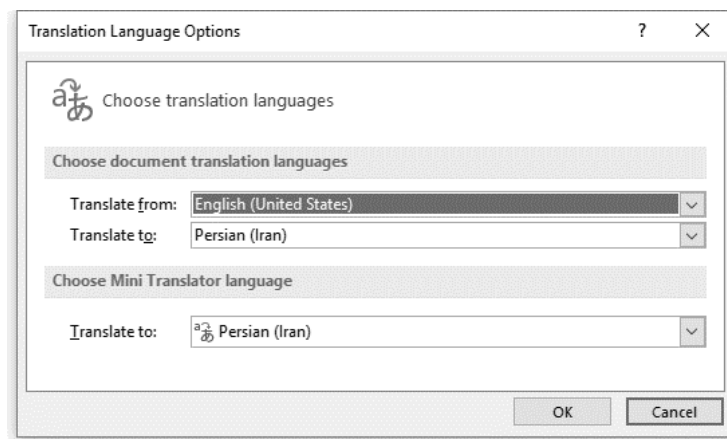 Translation Language Options ?
Choose translation languages
Choose document translation languages
Translate from: English (United States)
Translate to: Persian (Iran)
Choose Mini Translator language
Translate to: Persian (Iran)
OK Cancel